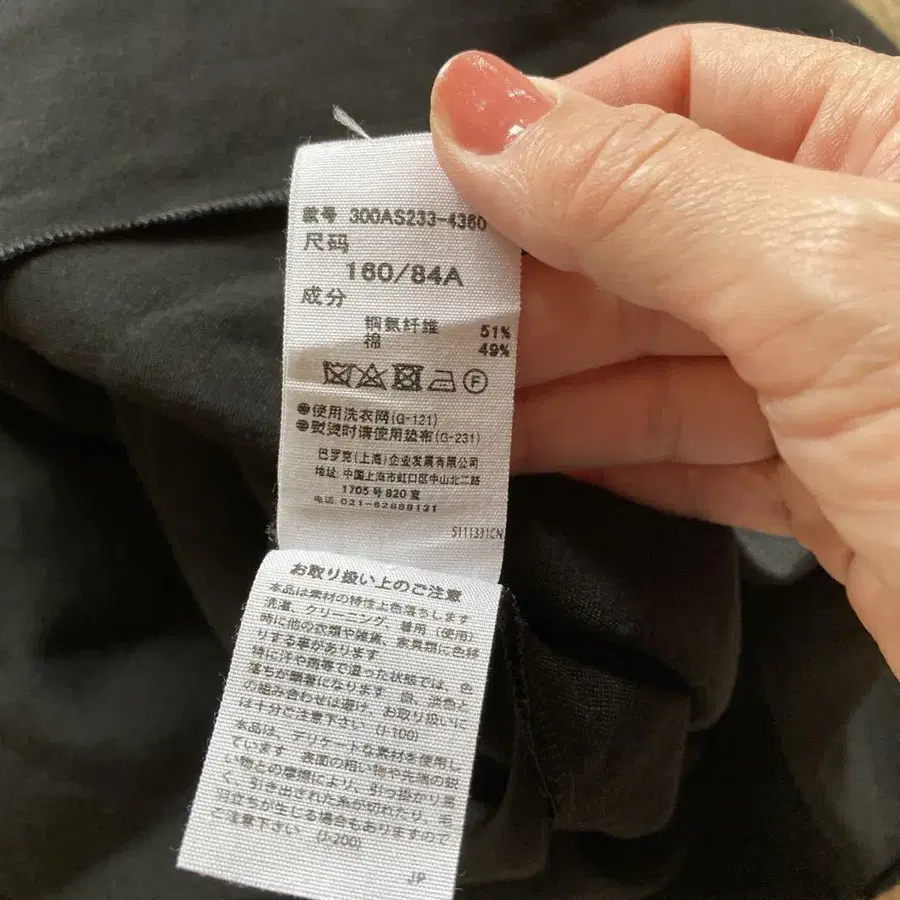 款号 300AS233-4360
尺码
160/84A
成分
铜氨纤维 51%
棉 49%
F
使用洗衣网(G-121)
熨烫时请使用垫布(G-231)
巴罗克(上海)企业发展有限公司
地址: 中国上海市虹口区中山北二路
1705号820室
电话: 021-62888131
S111331CN
お取り扱い上のご注意
本品は素材の特性上色落ちします
洗濯、クリーニング、着用(使用)
時に他の衣類や雑貨、家具類に色移
りする事があります
特に汗や雨等で湿った状態では、色
落ちが顕著になります 白、淡色と
の組み合わせは避け、お取り扱いに
は十分ご注意下さい (J-100)
本品は、デリケートな素材を使用し
ています 表面の粗い物や先端の鋭
い物との摩擦により、引っ掛かり易
く、引き出された糸が切れたり、毛
羽立ちが生じる場合もありますので
ご注意下さい (J-200)
JP